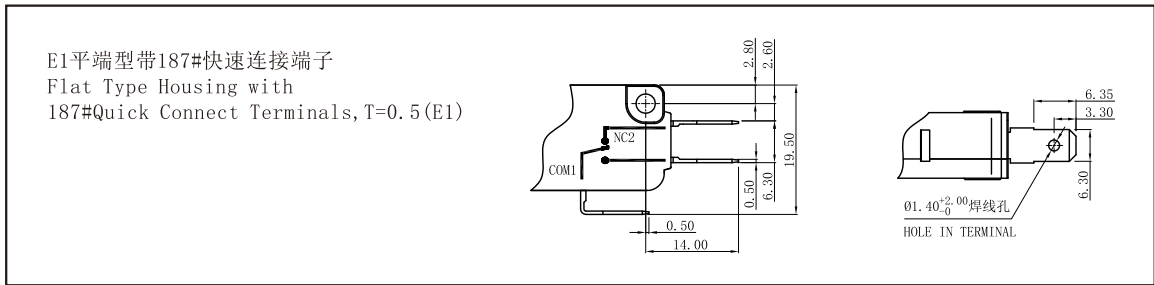 E1平端型带187#快速连接端子
Flat Type Housing with
187#Quick Connect Terminals,T=0.5(E1)
2.80
2.60
NC2
COM1
19.50
0.50
6.30
0.50
14.00
6.35
3.30
6.30
Ø1.40+2.00-0焊线孔
HOLE IN TERMINAL